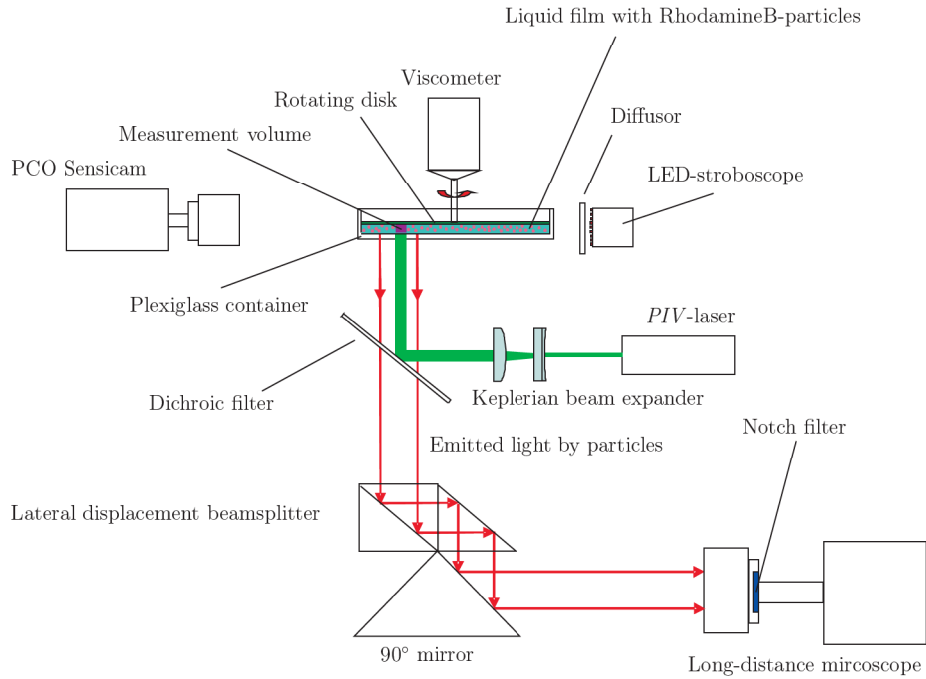 Liquid film with RhodamineB-particles
Viscometer
Rotating disk
Diffusor
Measurement volume
PCO Sensicam
LED-stroboscope
Plexiglass container
PIV-laser
Dichroic filter
Keplerian beam expander
Notch filter
Emitted light by particles
Lateral displacement beamsplitter
90° mirror
Long-distance mircoscope